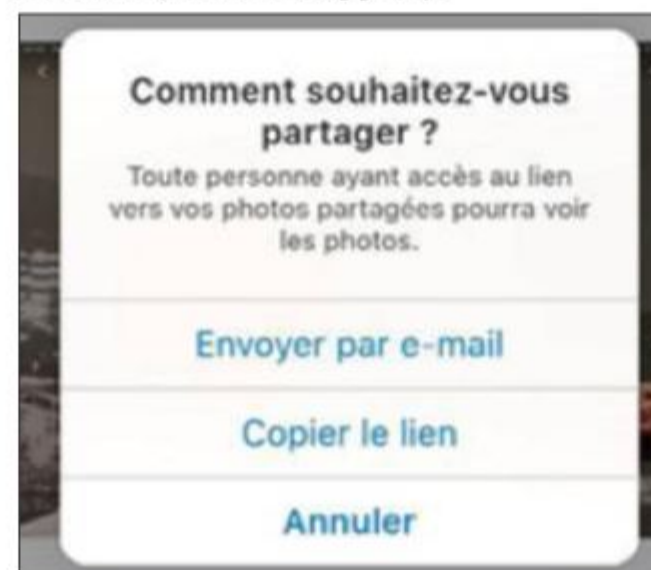 Comment souhaitez-vous
partager ?
Toute personne ayant accès au lien
vers vos photos partagées pourra voir
les photos.
Envoyer par e-mail
Copier le lien
Annuler